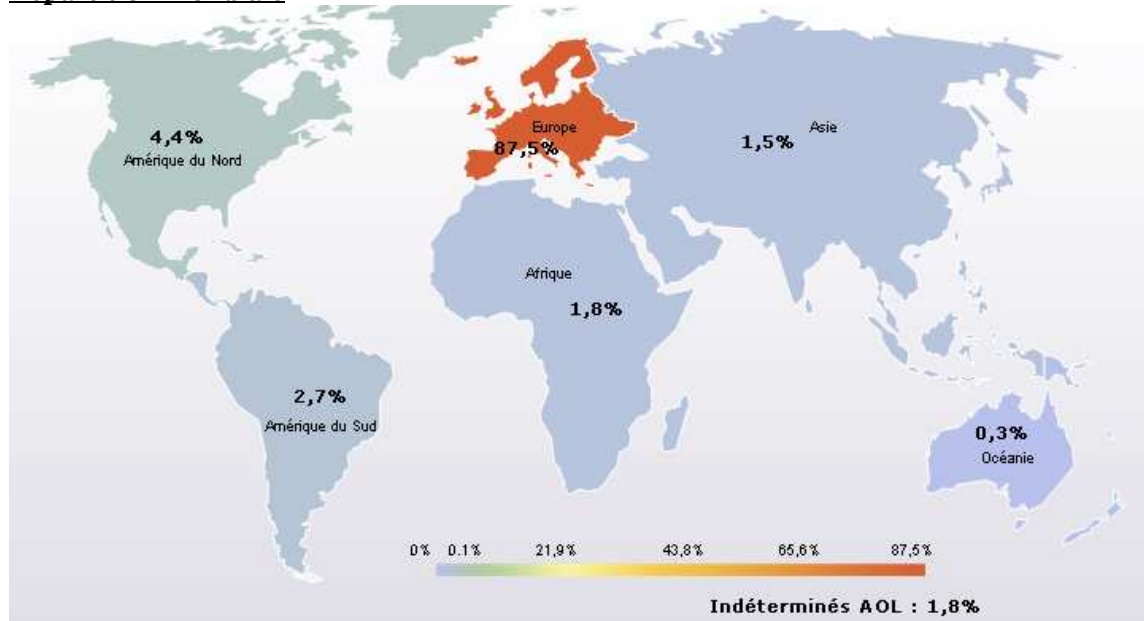 4,4%
Amérique du Nord
Europe
87,5%
Asie
1,5%
Afrique
1,8%
2,7%
Amérique du Sud
0,3%
Océanie
0% 0.1% 21,9% 43,8% 65,6% 87,5%
Indéterminés AOL : 1,8%